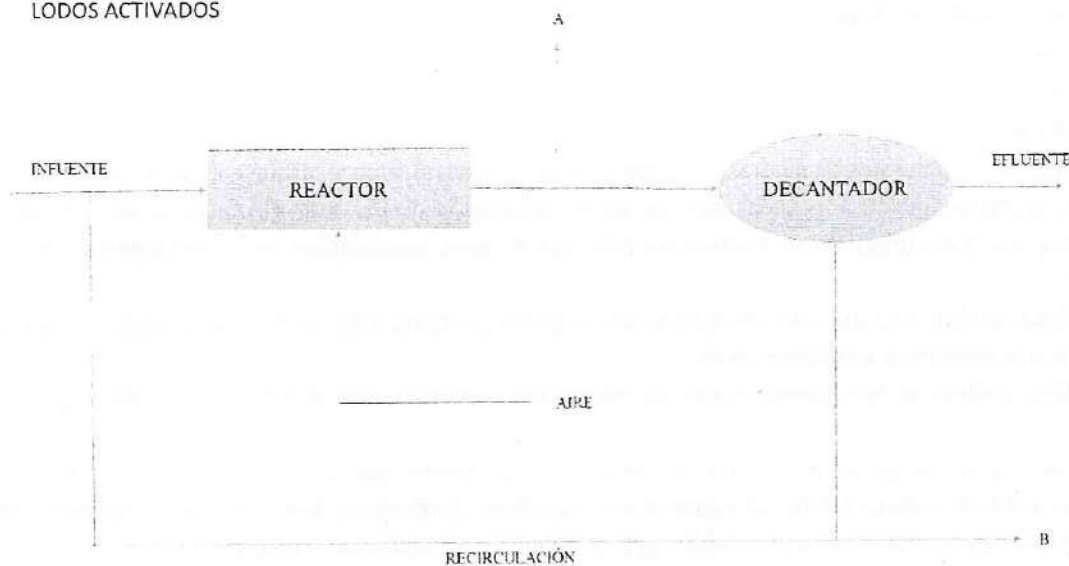 LODOS ACTIVADOS
A
INFUENTE
REACTOR
DECANTADOR
EFLUENTE
AIRE
RECIRCULACIÓN
B